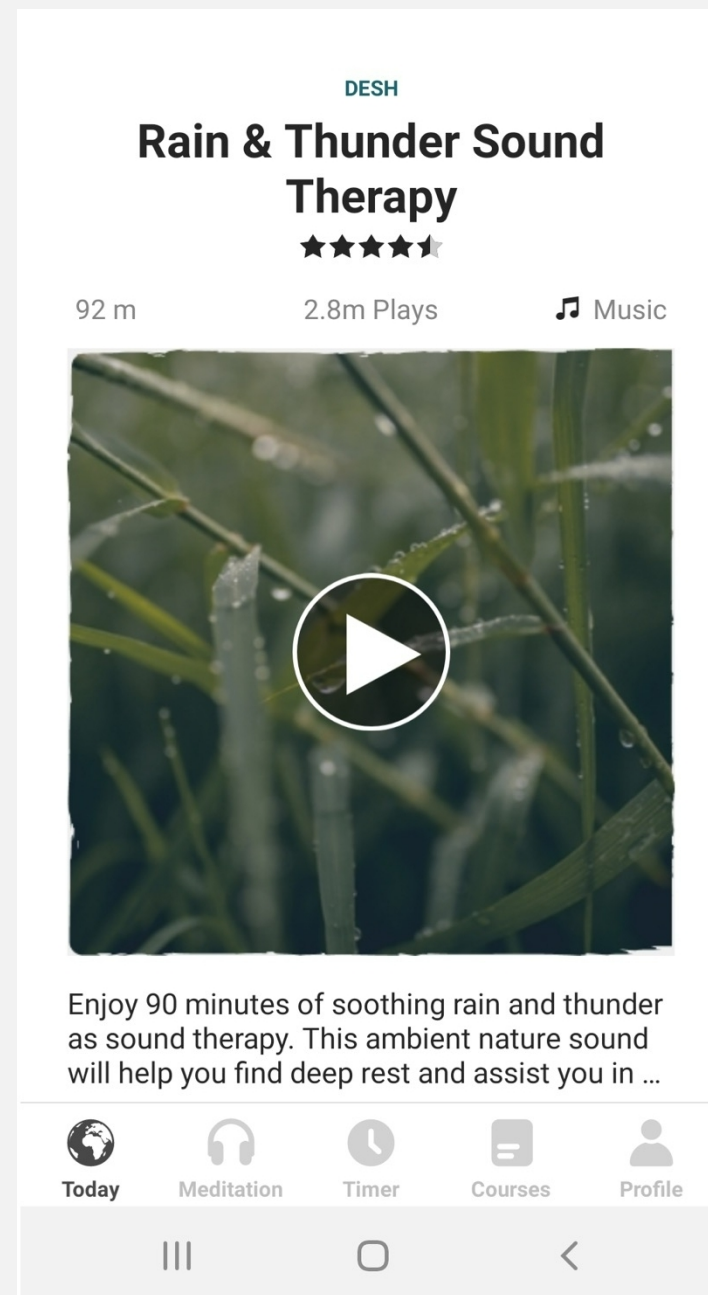 DESH
Rain & Thunder Sound
Therapy
92 m
2.8m Plays
Music
Enjoy 90 minutes of soothing rain and thunder
as sound therapy. This ambient nature sound
will help you find deep rest and assist you in ...
Today
Meditation
Timer
Courses
Profile